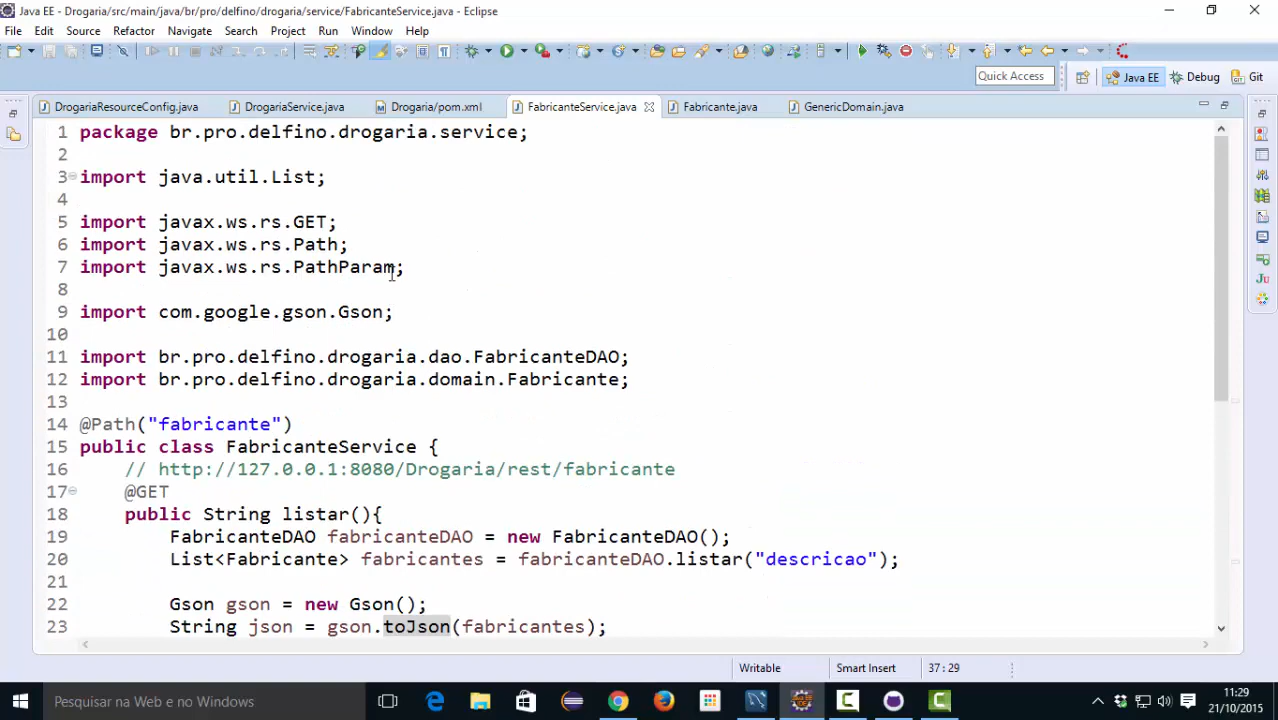 Java EE - Drogaria/src/main/java/br/pro/delfino/drogaria/service/FabricanteService.java - Eclipse
File Edit Source Refactor Navigate Search Project Run Window Help
Quick Access Java EE Debug Git
DrogariaResourceConfig.java DrogariaService.java Drogaria/pom.xml FabricanteService.java Fabricante.java GenericDomain.java
1 package br.pro.delfino.drogaria.service;
2
3 import java.util.List;
4
5 import javax.ws.rs.GET;
6 import javax.ws.rs.Path;
7 import javax.ws.rs.PathParam;
8
9 import com.google.gson.Gson;
10
11 import br.pro.delfino.drogaria.dao.FabricanteDAO;
12 import br.pro.delfino.drogaria.domain.Fabricante;
13
14 @Path("fabricante")
15 public class FabricanteService {
16 // http://127.0.0.1:8080/Drogaria/rest/fabricante
17 @GET
18 public String listar(){
19 FabricanteDAO fabricanteDAO = new FabricanteDAO();
20 List<Fabricante> fabricantes = fabricanteDAO.listar("descricao");
21
22 Gson gson = new Gson();
23 String json = gson.toJson(fabricantes);
Writable Smart Insert 37 : 29
Pesquisar na Web e no Windows
11:29
21/10/2015